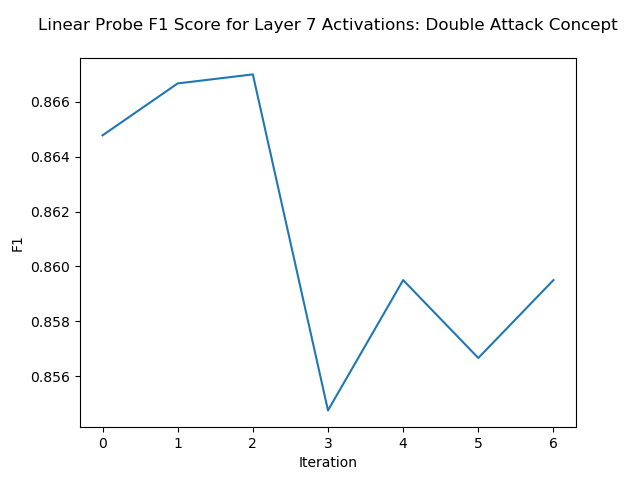 Linear Probe F1 Score for Layer 7 Activations: Double Attack Concept
0.866
0.864
0.862
0.860
0.858
0.856
F1
0 1 2 3 4 5 6
Iteration